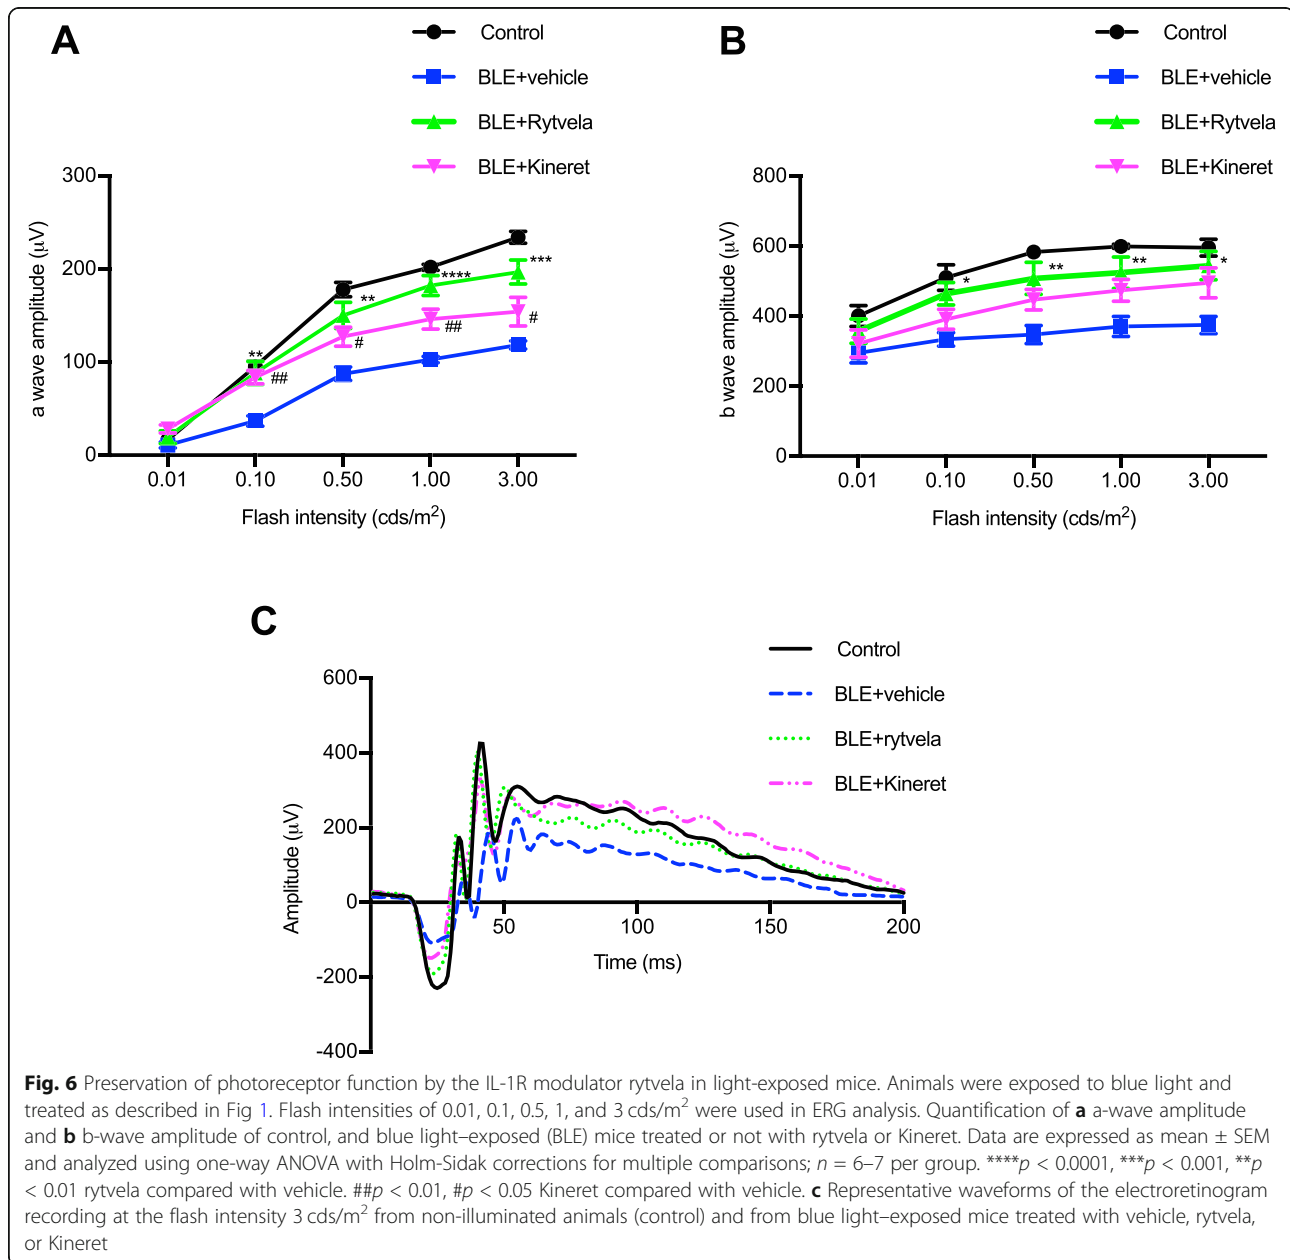 A
Control
BLE+vehicle
BLE+Rytvela
BLE+Kineret
300
200
100
0
a wave amplitude (μV)
**
##
**
#
****
##
***
#
0.01 0.10 0.50 1.00 3.00
Flash intensity (cds/m²)
B
Control
BLE+vehicle
BLE+Rytvela
BLE+Kineret
800
600
400
200
0
b wave amplitude (μV)
*
**
**
*
0.01 0.10 0.50 1.00 3.00
Flash intensity (cds/m²)
C
Control
BLE+vehicle
BLE+rytvela
BLE+Kineret
600
400
200
0
-200
-400
Amplitude (μV)
50 100 150 200
Time (ms)
Fig. 6 Preservation of photoreceptor function by the IL-1R modulator rytvela in light-exposed mice. Animals were exposed to blue light and
treated as described in Fig 1. Flash intensities of 0.01, 0.1, 0.5, 1, and 3 cds/m² were used in ERG analysis. Quantification of a a-wave amplitude
and b b-wave amplitude of control, and blue light–exposed (BLE) mice treated or not with rytvela or Kineret. Data are expressed as mean ± SEM
and analyzed using one-way ANOVA with Holm-Sidak corrections for multiple comparisons; n = 6–7 per group. ****p < 0.0001, ***p < 0.001, **p
< 0.01 rytvela compared with vehicle. ##p < 0.01, #p < 0.05 Kineret compared with vehicle. c Representative waveforms of the electroretinogram
recording at the flash intensity 3 cds/m² from non-illuminated animals (control) and from blue light–exposed mice treated with vehicle, rytvela,
or Kineret